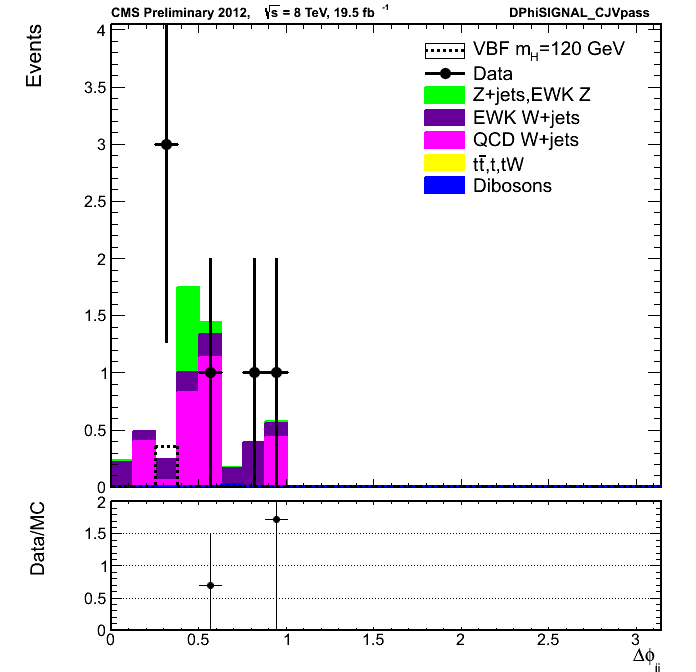 CMS Preliminary 2012, √s = 8 TeV, 19.5 fb⁻¹ DPhiSIGNAL_CJVpass
Events
VBF m_H=120 GeV
Data
Z+jets,EWK Z
EWK W+jets
QCD W+jets
tt̄,t,tW
Dibosons
4
3.5
3
2.5
2
1.5
1
0.5
0
Data/MC
2
1.5
1
0.5
0
0 0.5 1 1.5 2 2.5 3
Δϕ_jj